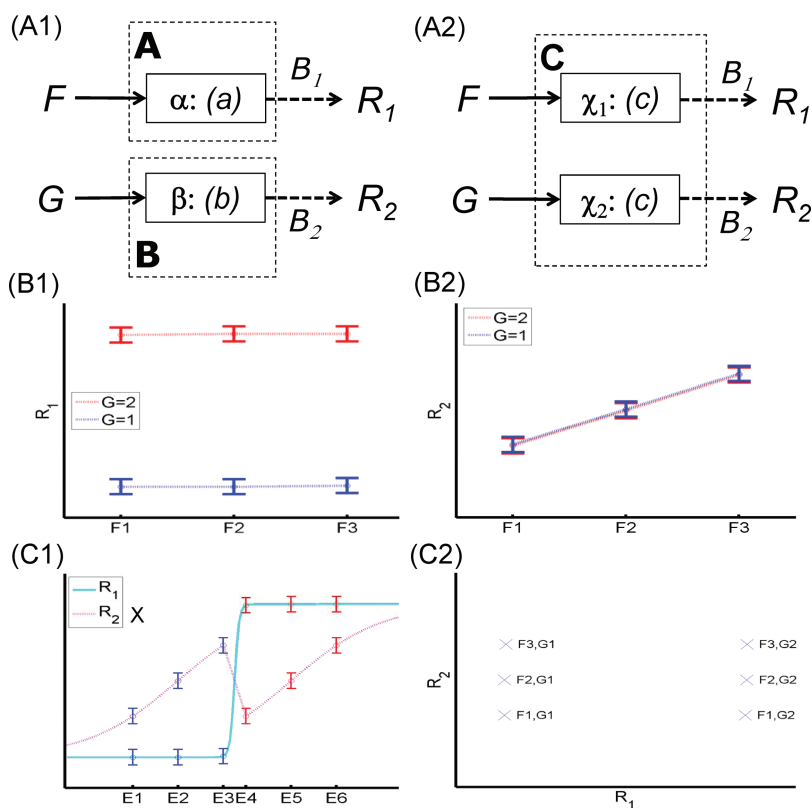 (A1)
A
F
α: (a)
B1
R1
G
β: (b)
B2
R2
B
(A2)
C
F
χ1: (c)
B1
R1
G
χ2: (c)
B2
R2
(B1)
R1
G=2
G=1
F1 F2 F3
(B2)
R2
G=2
G=1
F1 F2 F3
(C1)
R1
R2 X
E1 E2 E3 E4 E5 E6
(C2)
R2
F3,G1 F3,G2
F2,G1 F2,G2
F1,G1 F1,G2
R1